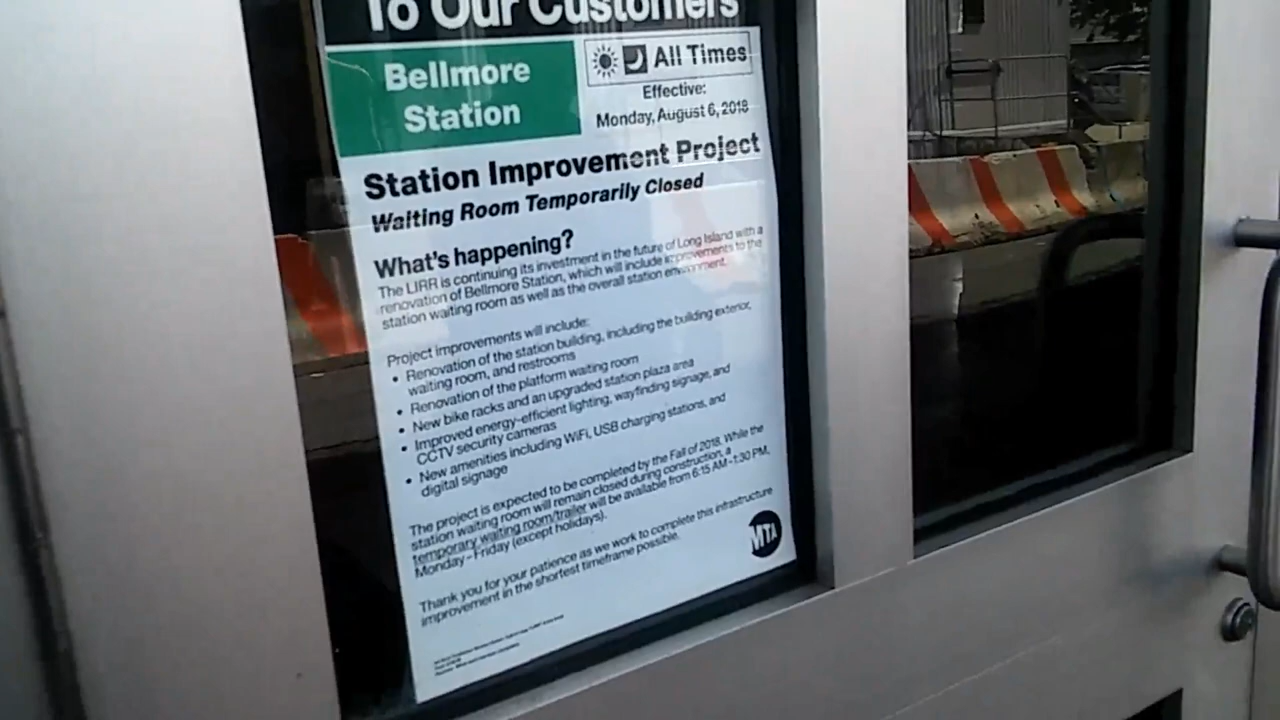 To Our Customers
Bellmore
Station
All Times
Effective:
Monday, August 6, 2018
Station Improvement Project
Waiting Room Temporarily Closed
What's happening?
The LIRR is continuing its investment in the future of Long Island with a
renovation of Bellmore Station, which will include improvements to the
station waiting room as well as the overall station environment.
Project improvements will include:
• Renovation of the station building, including the building exterior,
waiting room, and restrooms
• Renovation of the platform waiting room
• New bike racks and an upgraded station plaza area
• Improved energy-efficient lighting, wayfinding signage, and
CCTV security cameras
• New amenities including WiFi, USB charging stations, and
digital signage
The project is expected to be completed by the Fall of 2018. While the
station waiting room will remain closed during construction, a
temporary waiting room/trailer will be available from 6:15 AM-1:30 PM,
Monday - Friday (except holidays).
Thank you for your patience as we work to complete this infrastructure
improvement in the shortest timeframe possible.
MTA